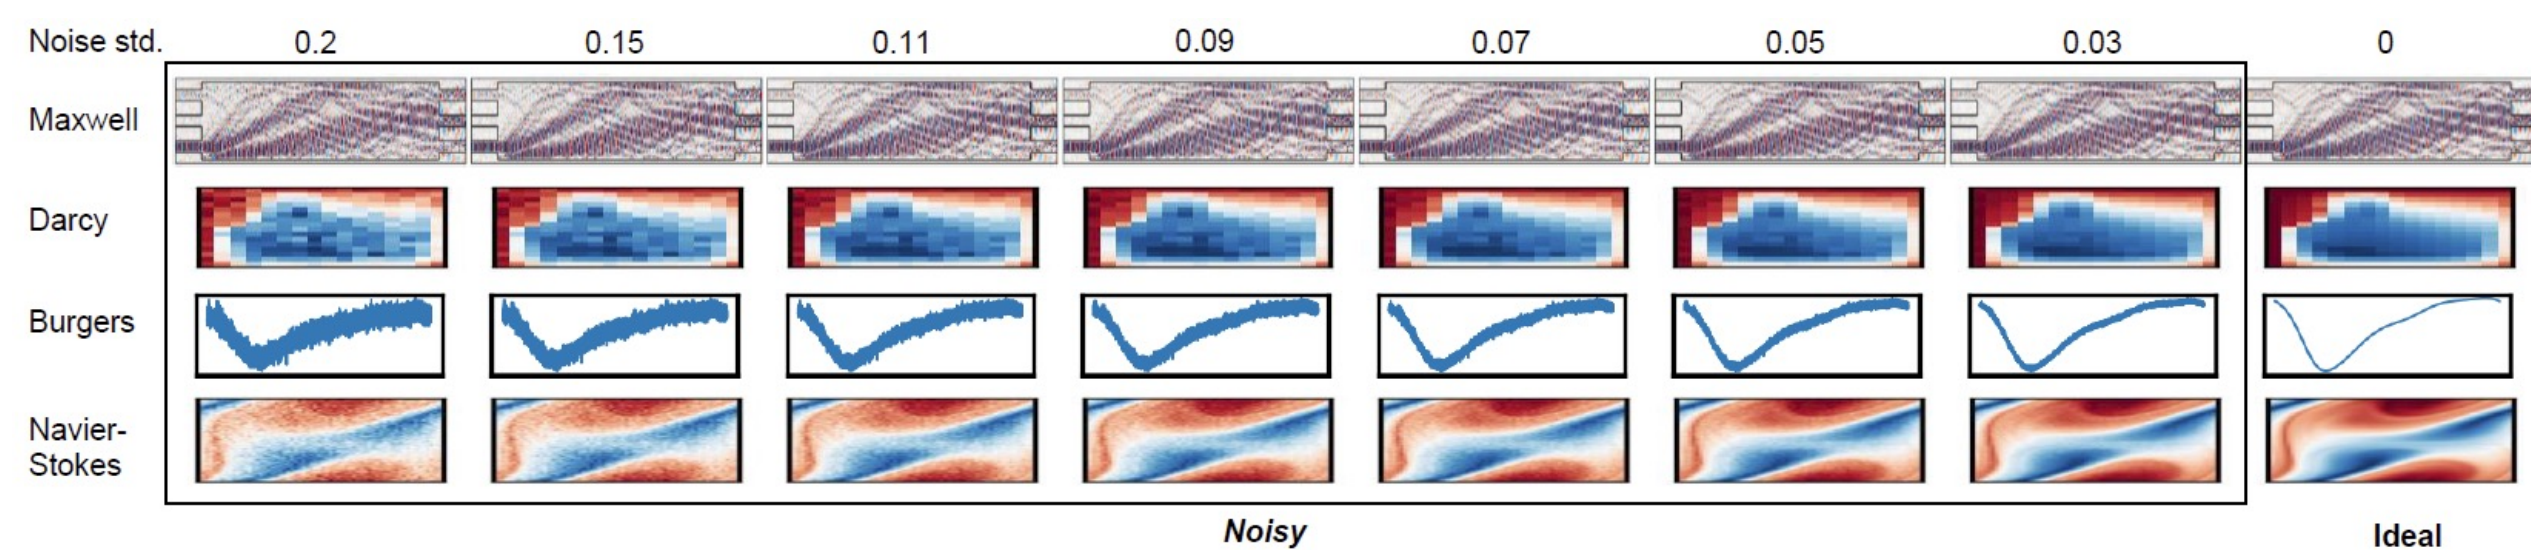 Noise std. 0.2 0.15 0.11 0.09 0.07 0.05 0.03 0
Maxwell
Darcy
Burgers
Navier-
Stokes
Noisy
Ideal